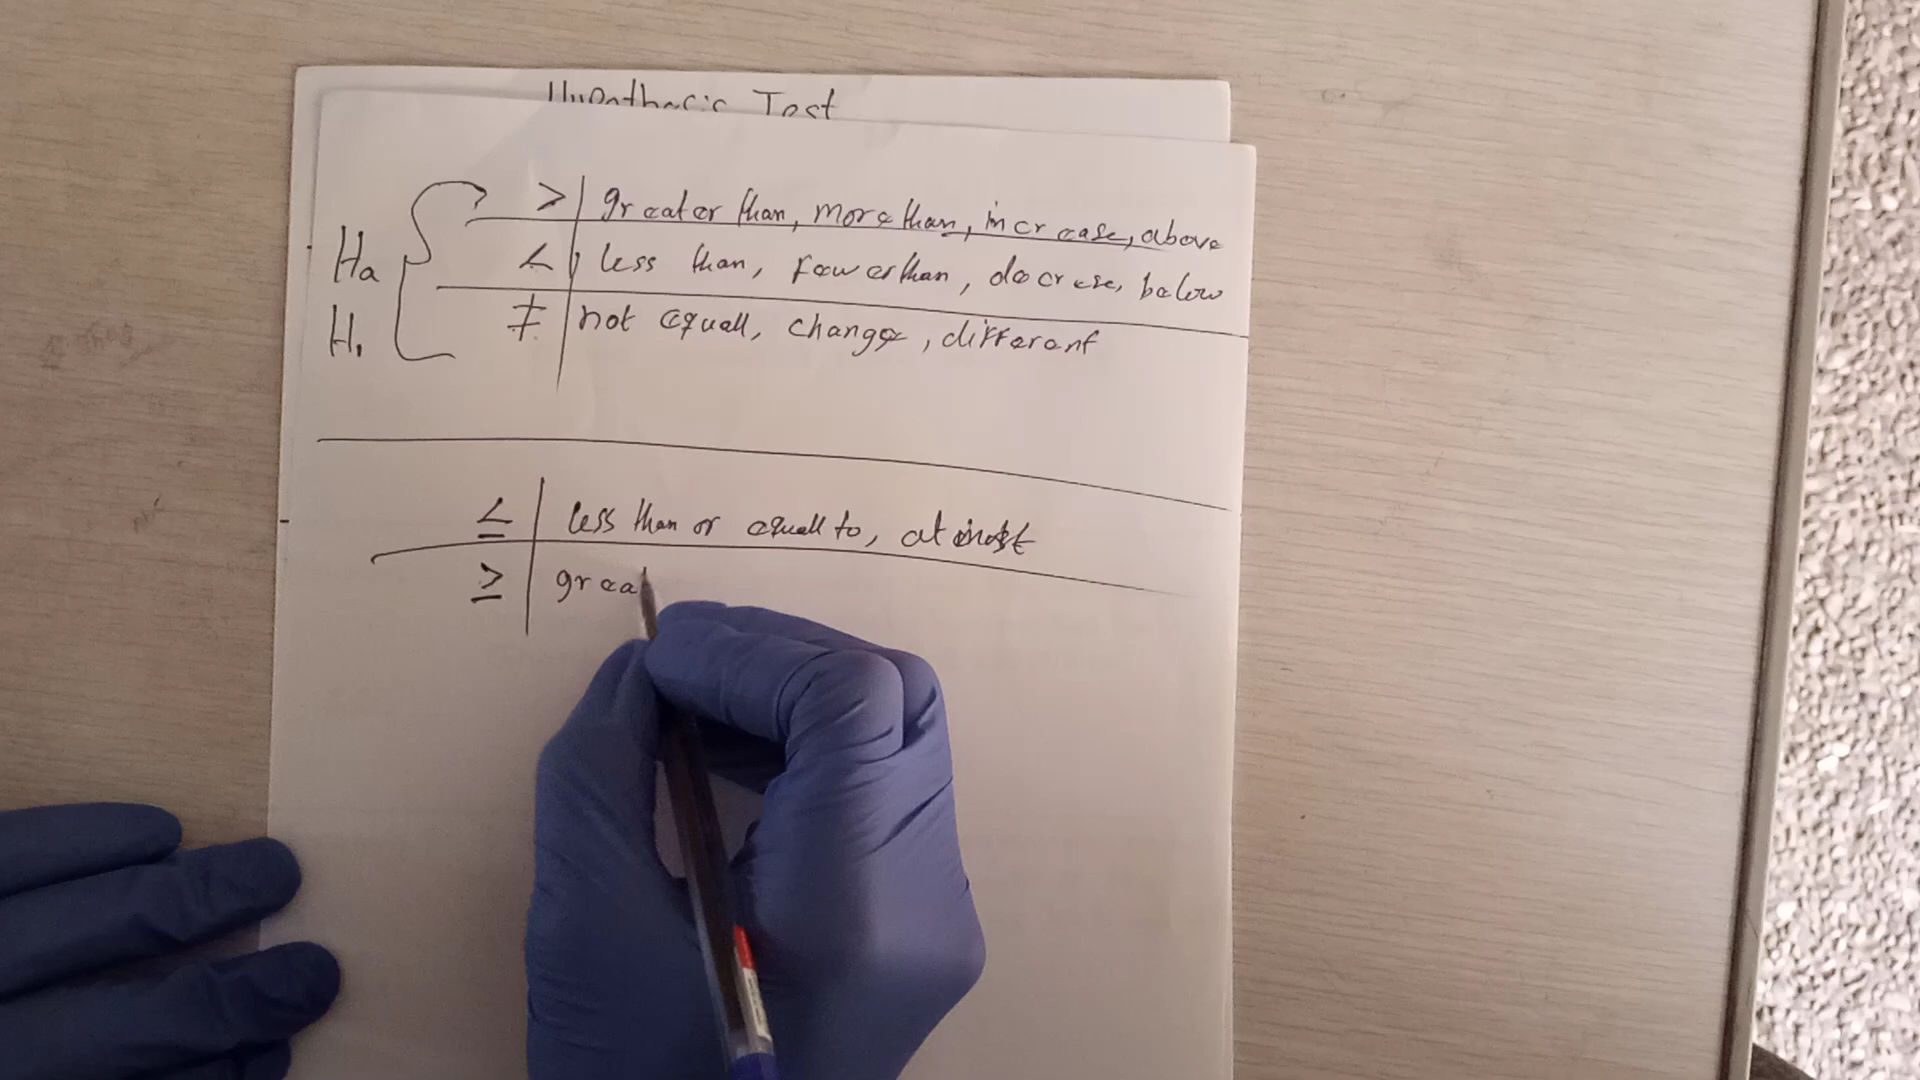 Hypothesis Test
> greater than, more than, increase, above
Ha < less than, fewer than, decrese, below
H₁ ≠ not equall, change, different
≤ less than or equall to, at most
≥ great